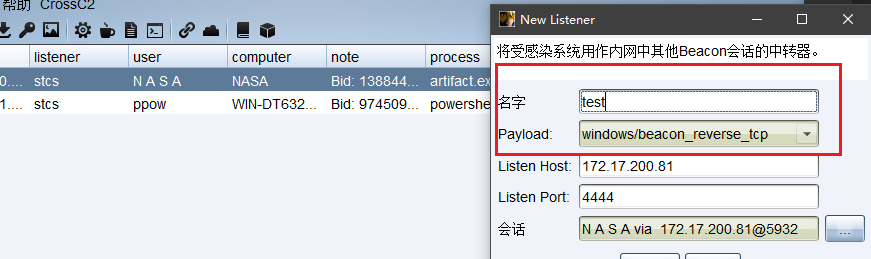 帮助 CrossC2
listener user computer note process
0.... stcs N A S A NASA Bid: 138844... artifact.ex
1.... stcs ppow WIN-DT632... Bid: 974509... powershe
New Listener
将受感染系统用作内网中其他Beacon会话的中转器。
名字 test
Payload: windows/beacon_reverse_tcp
Listen Host: 172.17.200.81
Listen Port: 4444
会话 N A S A via 172.17.200.81@5932 ...